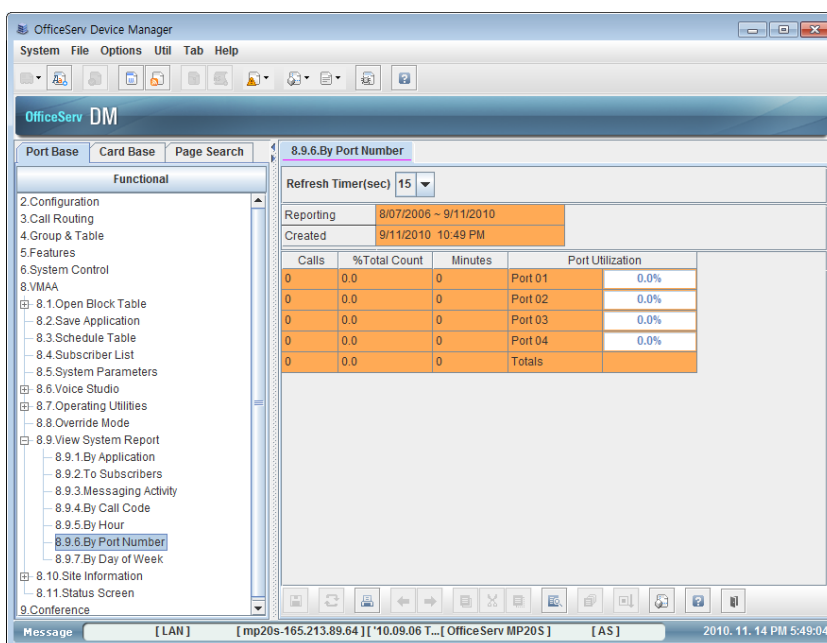 OfficeServ Device Manager
System File Options Util Tab Help
OfficeServ DM
Port Base Card Base Page Search
Functional
2.Configuration
3.Call Routing
4.Group & Table
5.Features
6.System Control
8.VMAA
8.1.Open Block Table
8.2.Save Application
8.3.Schedule Table
8.4.Subscriber List
8.5.System Parameters
8.6.Voice Studio
8.7.Operating Utilities
8.8.Override Mode
8.9.View System Report
8.9.1.By Application
8.9.2.To Subscribers
8.9.3.Messaging Activity
8.9.4.By Call Code
8.9.5.By Hour
8.9.6.By Port Number
8.9.7.By Day of Week
8.10.Site Information
8.11.Status Screen
9.Conference
8.9.6.By Port Number
Refresh Timer(sec) 15
Reporting 8/07/2006 ~ 9/11/2010
Created 9/11/2010 10:49 PM
Calls %Total Count Minutes Port Utilization
0 0.0 0 Port 01 0.0%
0 0.0 0 Port 02 0.0%
0 0.0 0 Port 03 0.0%
0 0.0 0 Port 04 0.0%
0 0.0 0 Totals
Message [ LAN ] [ mp20s-165.213.89.64 ] [ '10.09.06 T... [ OfficeServ MP20S ] [ AS ] 2010. 11. 14 PM 5:49:04